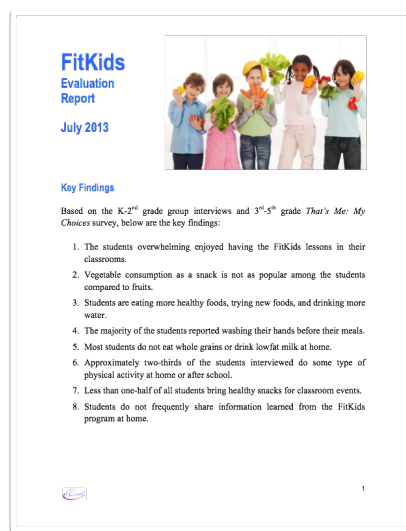 FitKids
Evaluation
Report
July 2013
Key Findings
Based on the K-2nd grade group interviews and 3rd-5th grade That's Me: My
Choices survey, below are the key findings:
1. The students overwhelming enjoyed having the FitKids lessons in their
classrooms.
2. Vegetable consumption as a snack is not as popular among the students
compared to fruits.
3. Students are eating more healthy foods, trying new foods, and drinking more
water.
4. The majority of the students reported washing their hands before their meals.
5. Most students do not eat whole grains or drink lowfat milk at home.
6. Approximately two-thirds of the students interviewed do some type of
physical activity at home or after school.
7. Less than one-half of all students bring healthy snacks for classroom events.
8. Students do not frequently share information learned from the FitKids
program at home.
1